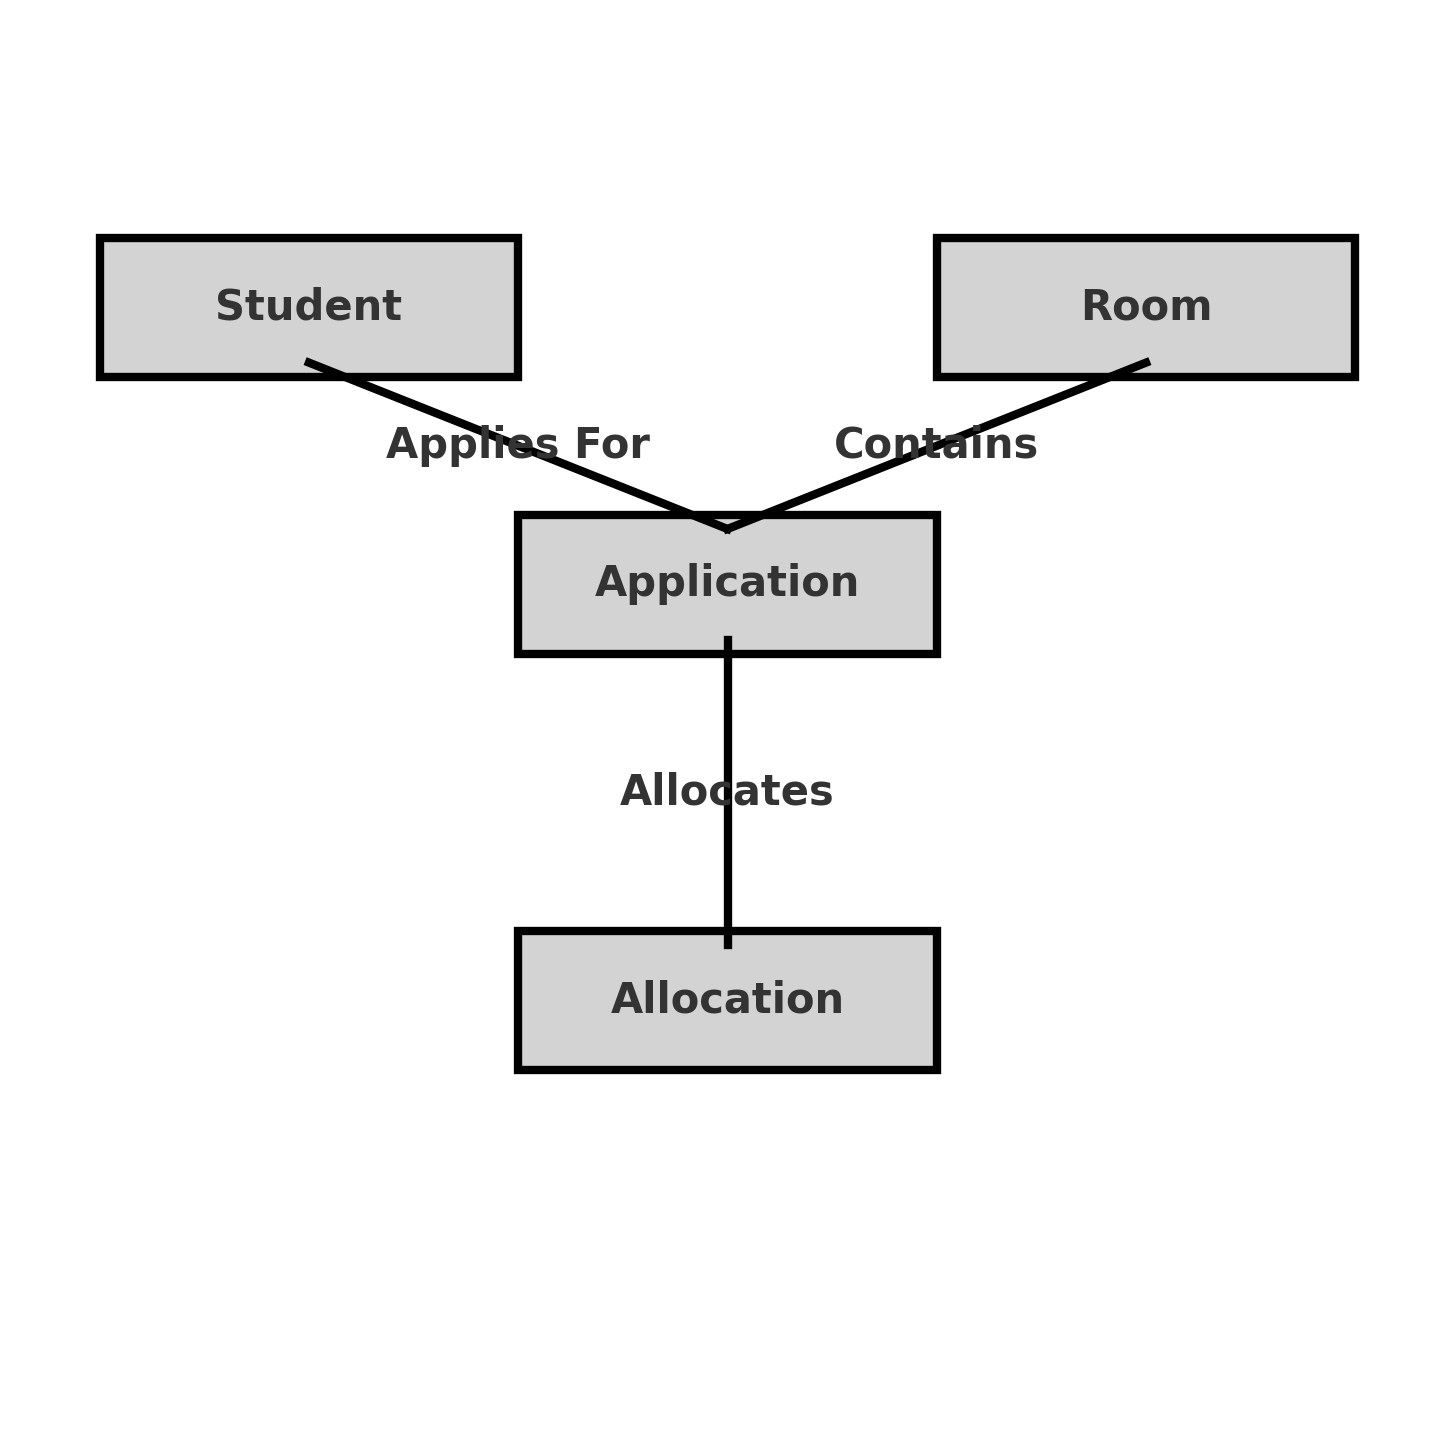 Student
Room
Applies For
Contains
Application
Allocates
Allocation